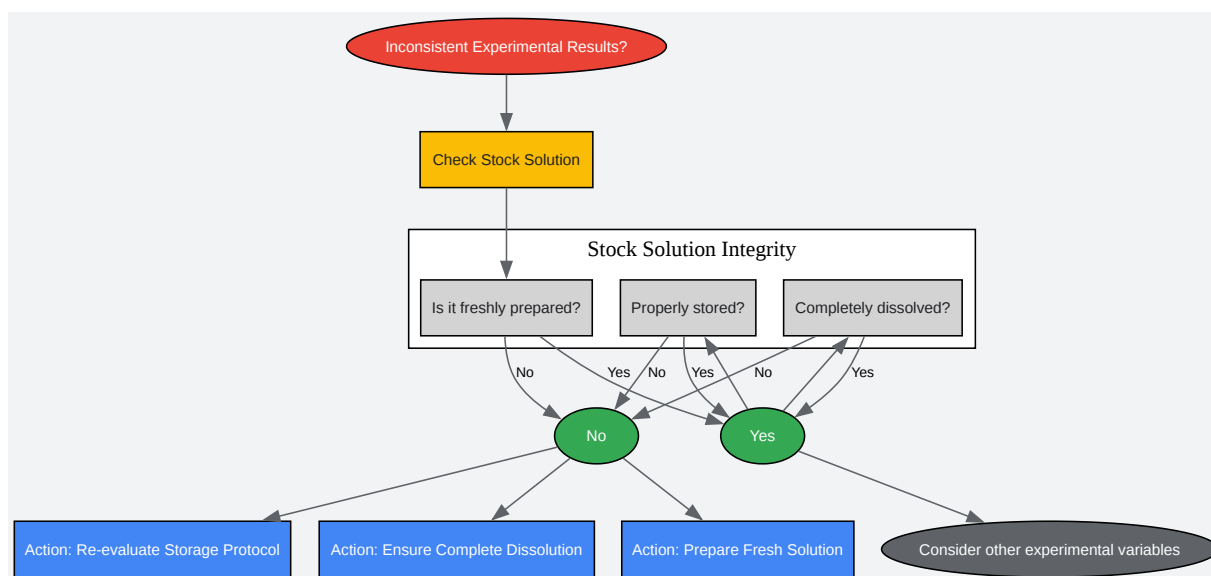 Inconsistent Experimental Results?
Check Stock Solution
Stock Solution Integrity
Is it freshly prepared?
Properly stored?
Completely dissolved?
No
Yes
No
Yes
No
Yes
No
Yes
Action: Re-evaluate Storage Protocol
Action: Ensure Complete Dissolution
Action: Prepare Fresh Solution
Consider other experimental variables